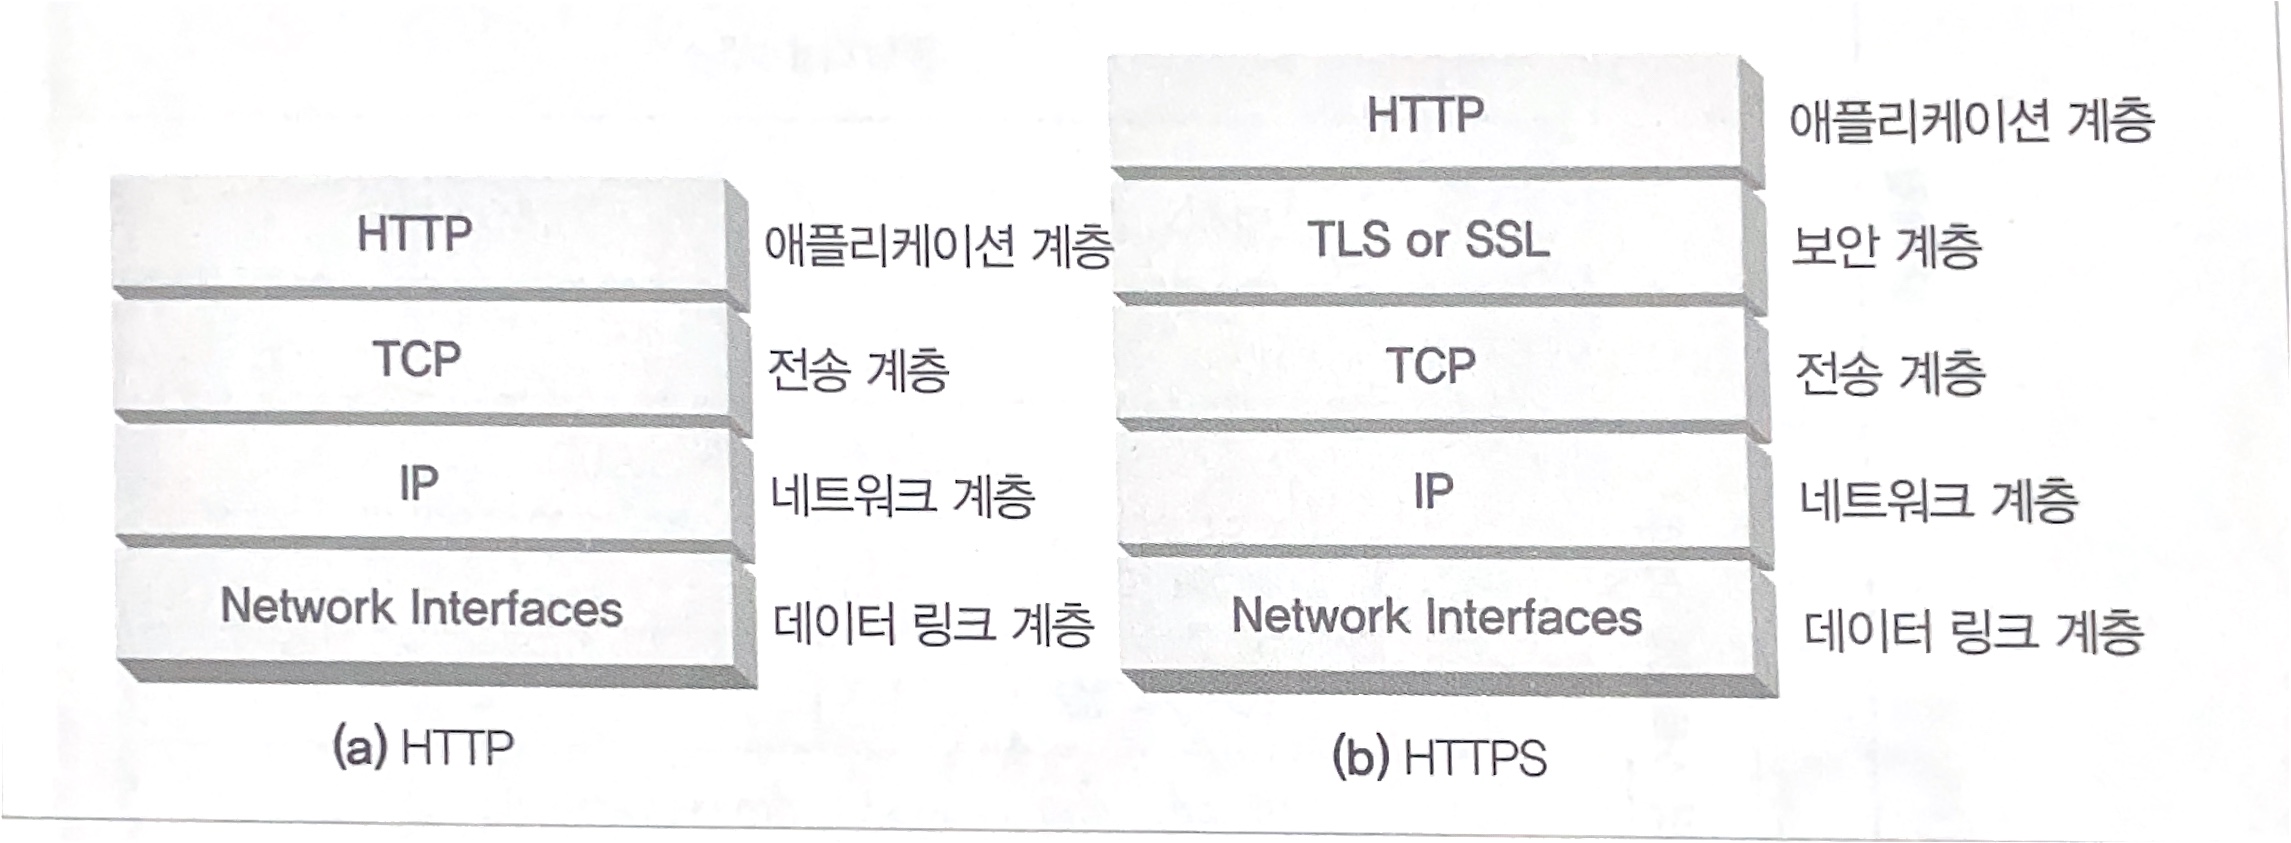 HTTP
애플리케이션 계층
TCP
전송 계층
IP
네트워크 계층
Network Interfaces
데이터 링크 계층
(a) HTTP
HTTP
애플리케이션 계층
TLS or SSL
보안 계층
TCP
전송 계층
IP
네트워크 계층
Network Interfaces
데이터 링크 계층
(b) HTTPS